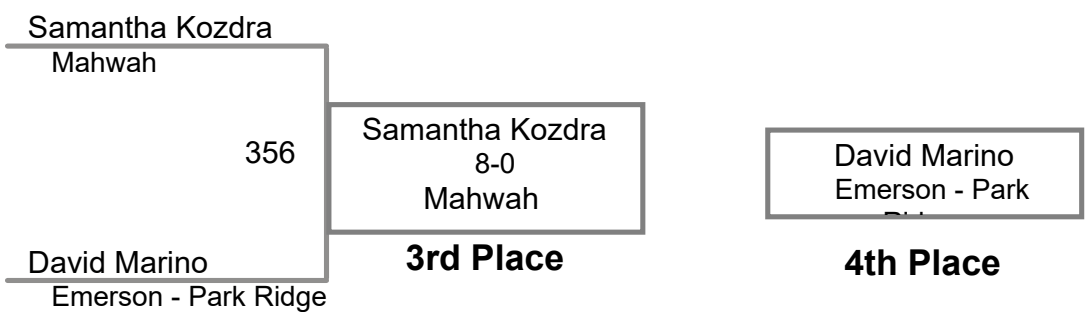 Samantha Kozdra
Mahwah
356
David Marino
Emerson - Park Ridge
Samantha Kozdra
8-0
Mahwah
3rd Place
David Marino
Emerson - Park
4th Place